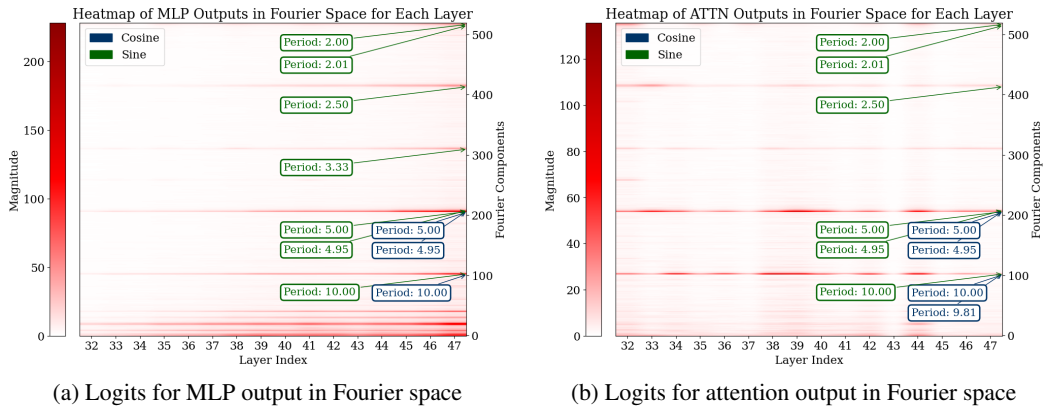 Heatmap of MLP Outputs in Fourier Space for Each Layer
Cosine
Sine
Period: 2.00
Period: 2.01
Period: 2.50
Period: 3.33
Period: 5.00
Period: 5.00
Period: 4.95
Period: 4.95
Period: 10.00
Period: 10.00
200
150
100
50
0
Magnitude
500
400
300
200
100
0
Fourier Components
32 33 34 35 36 37 38 39 40 41 42 43 44 45 46 47
Layer Index
(a) Logits for MLP output in Fourier space
Heatmap of ATTN Outputs in Fourier Space for Each Layer
Cosine
Sine
Period: 2.00
Period: 2.01
Period: 2.50
Period: 5.00
Period: 5.00
Period: 4.95
Period: 4.95
Period: 10.00
Period: 10.00
Period: 9.81
120
100
80
60
40
20
0
Magnitude
500
400
300
200
100
0
Fourier Components
32 33 34 35 36 37 38 39 40 41 42 43 44 45 46 47
Layer Index
(b) Logits for attention output in Fourier space